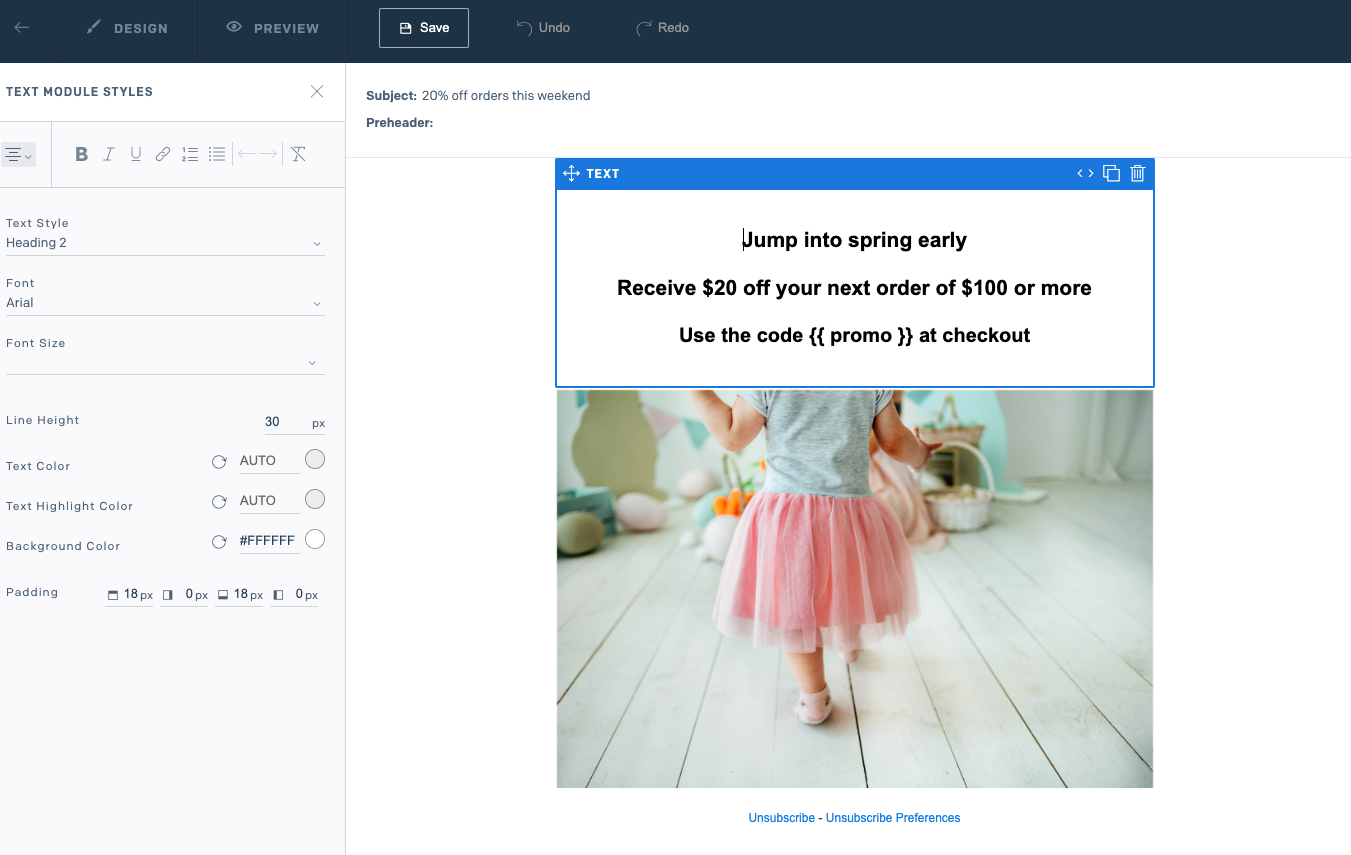 DESIGN
PREVIEW
Save
Undo
Redo
TEXT MODULE STYLES
Text Style
Heading 2
Font
Arial
Font Size
Line Height 30 px
Text Color AUTO
Text Highlight Color AUTO
Background Color #FFFFFF
Padding 18 px 0 px 18 px 0 px
Subject: 20% off orders this weekend
Preheader:
TEXT
Jump into spring early
Receive $20 off your next order of $100 or more
Use the code {{ promo }} at checkout
Unsubscribe - Unsubscribe Preferences